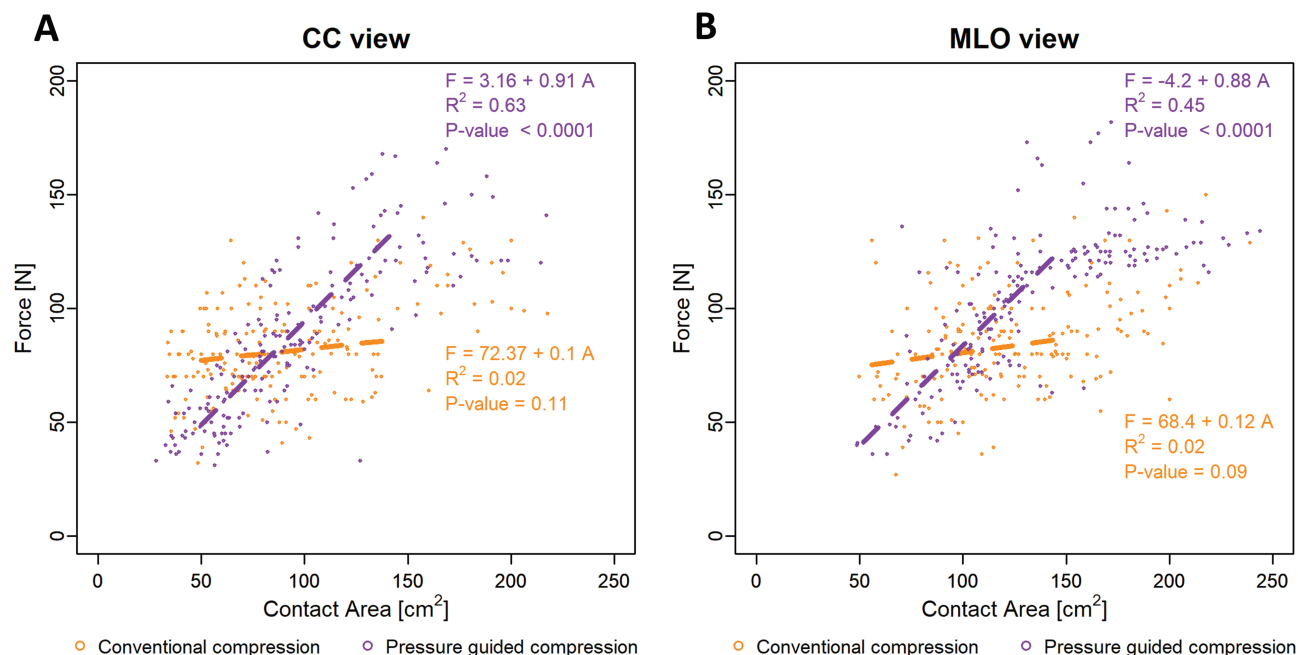 A
CC view
F = 3.16 + 0.91 A
R² = 0.63
P-value < 0.0001
F = 72.37 + 0.1 A
R² = 0.02
P-value = 0.11
Force [N]
200
150
100
50
0
0 50 100 150 200 250
Contact Area [cm²]
Conventional compression Pressure guided compression
B
MLO view
F = -4.2 + 0.88 A
R² = 0.45
P-value < 0.0001
F = 68.4 + 0.12 A
R² = 0.02
P-value = 0.09
Force [N]
200
150
100
50
0
0 50 100 150 200 250
Contact Area [cm²]
Conventional compression Pressure guided compression